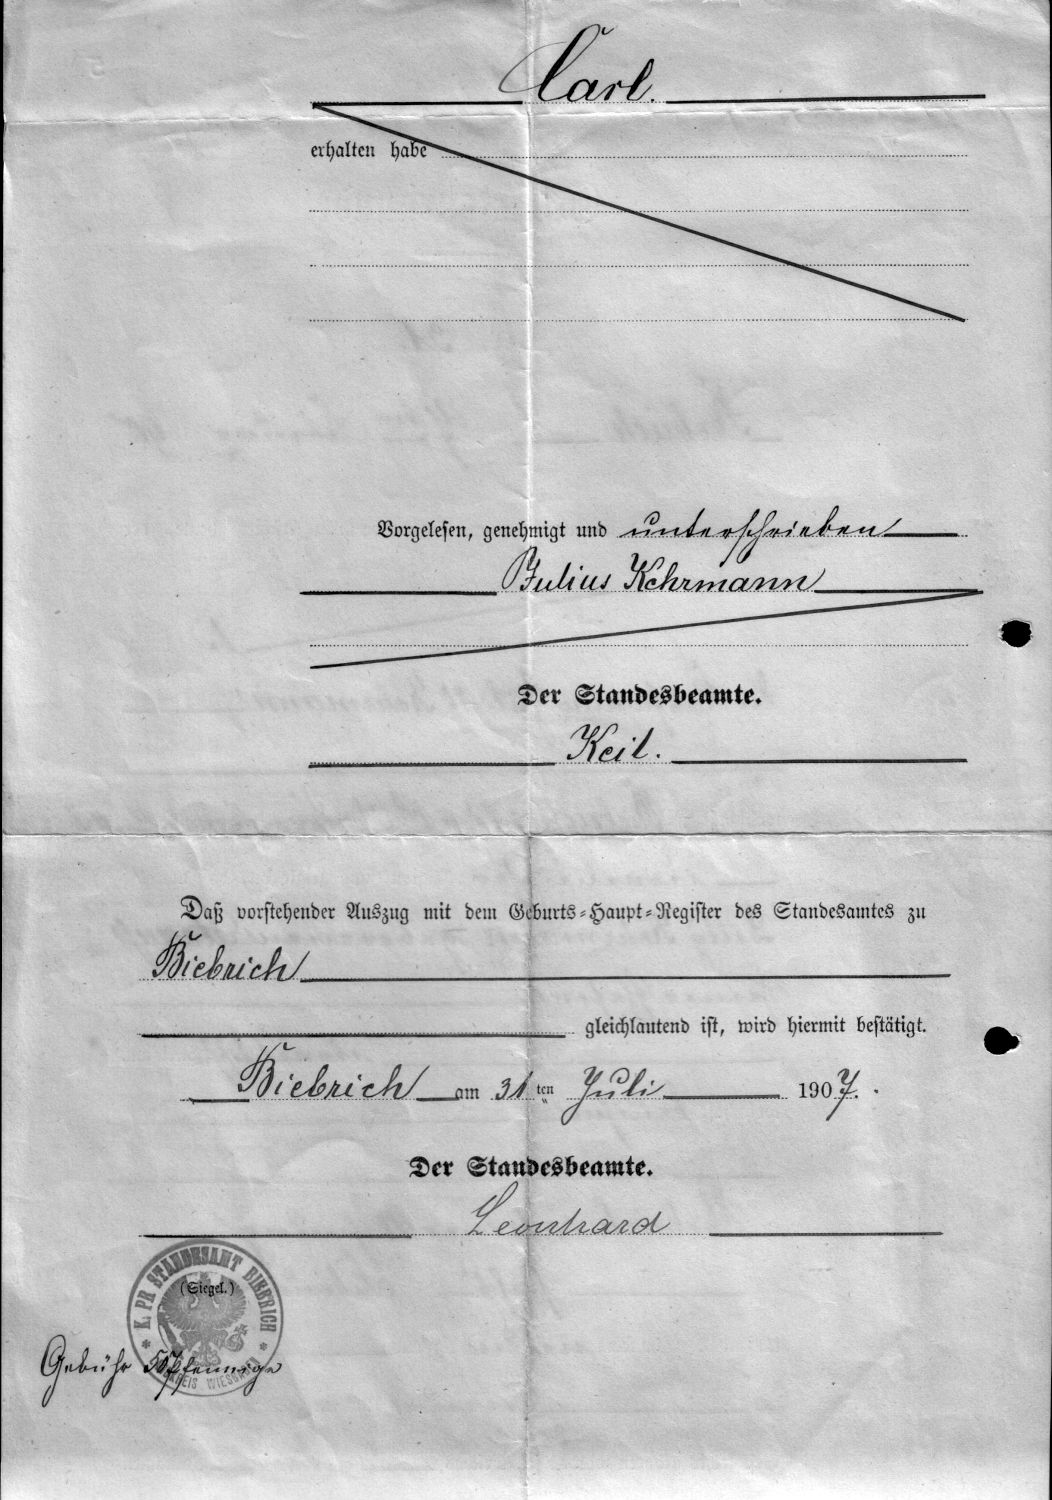 Carl.
erhalten habe
Vorgelesen, genehmigt und unterschrieben
Julius Kehrmann
Der Standesbeamte.
Keil.
Daß vorstehender Auszug mit dem Geburts-Haupt-Register des Standesamtes zu
Biebrich
gleichlautend ist, wird hiermit bestätigt.
Biebrich am 31ten Juli 1907.
Der Standesbeamte.
Leonhard
K. PR. STANDESAMT BIEBRICH
(Siegel.)
WIESBADEN
Gebühr 50 Pfennige